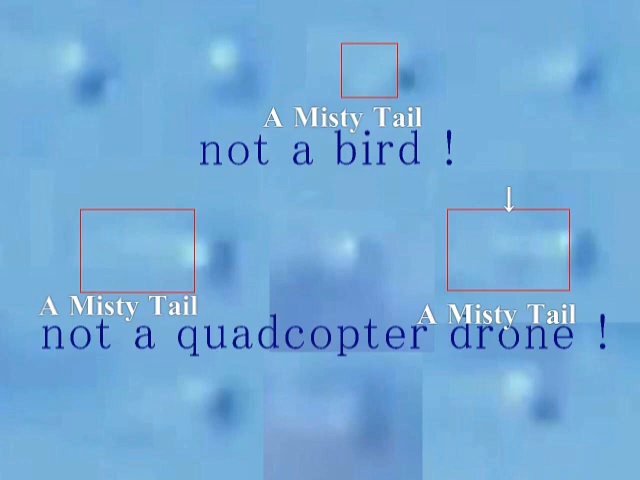 A Misty Tail
not a bird !
↓
A Misty Tail
A Misty Tail
not a quadcopter drone !